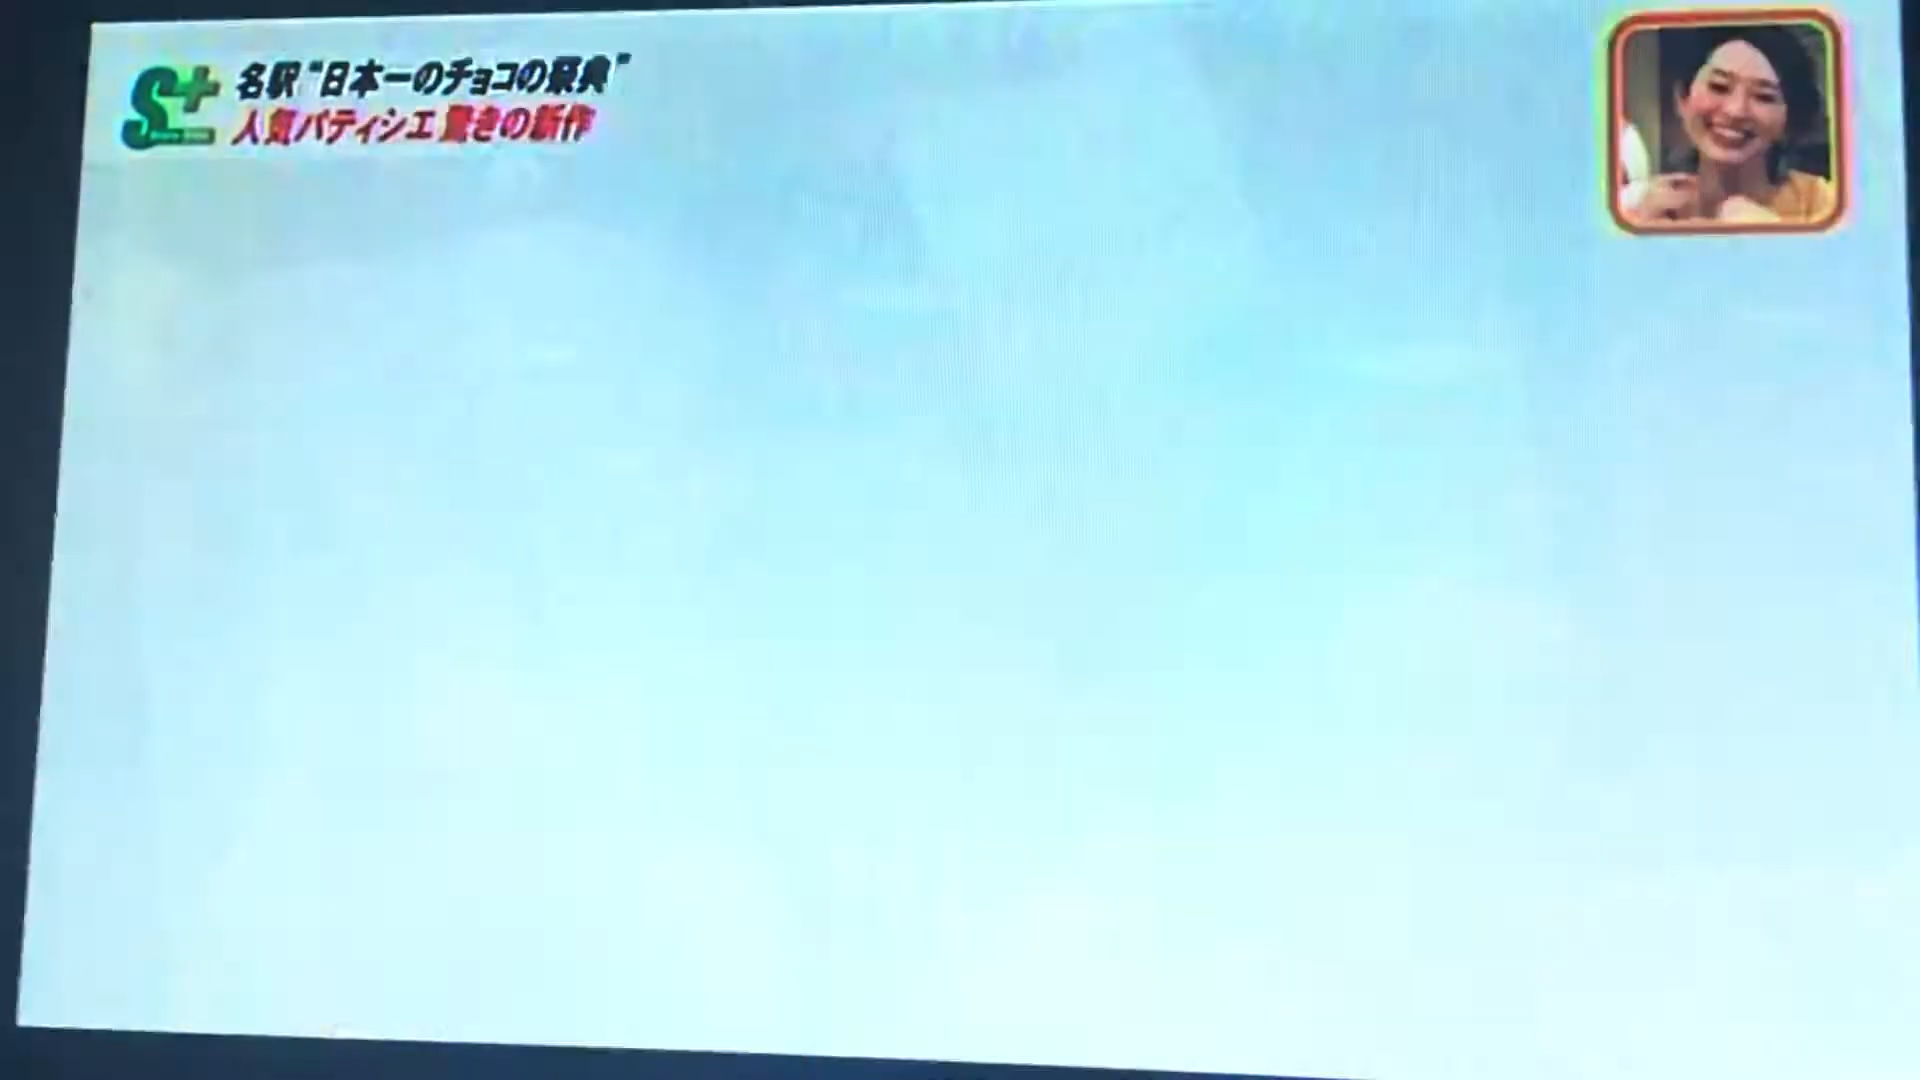 S+
名駅“日本一のチョコの祭典”
人気パティシエ 驚きの新作